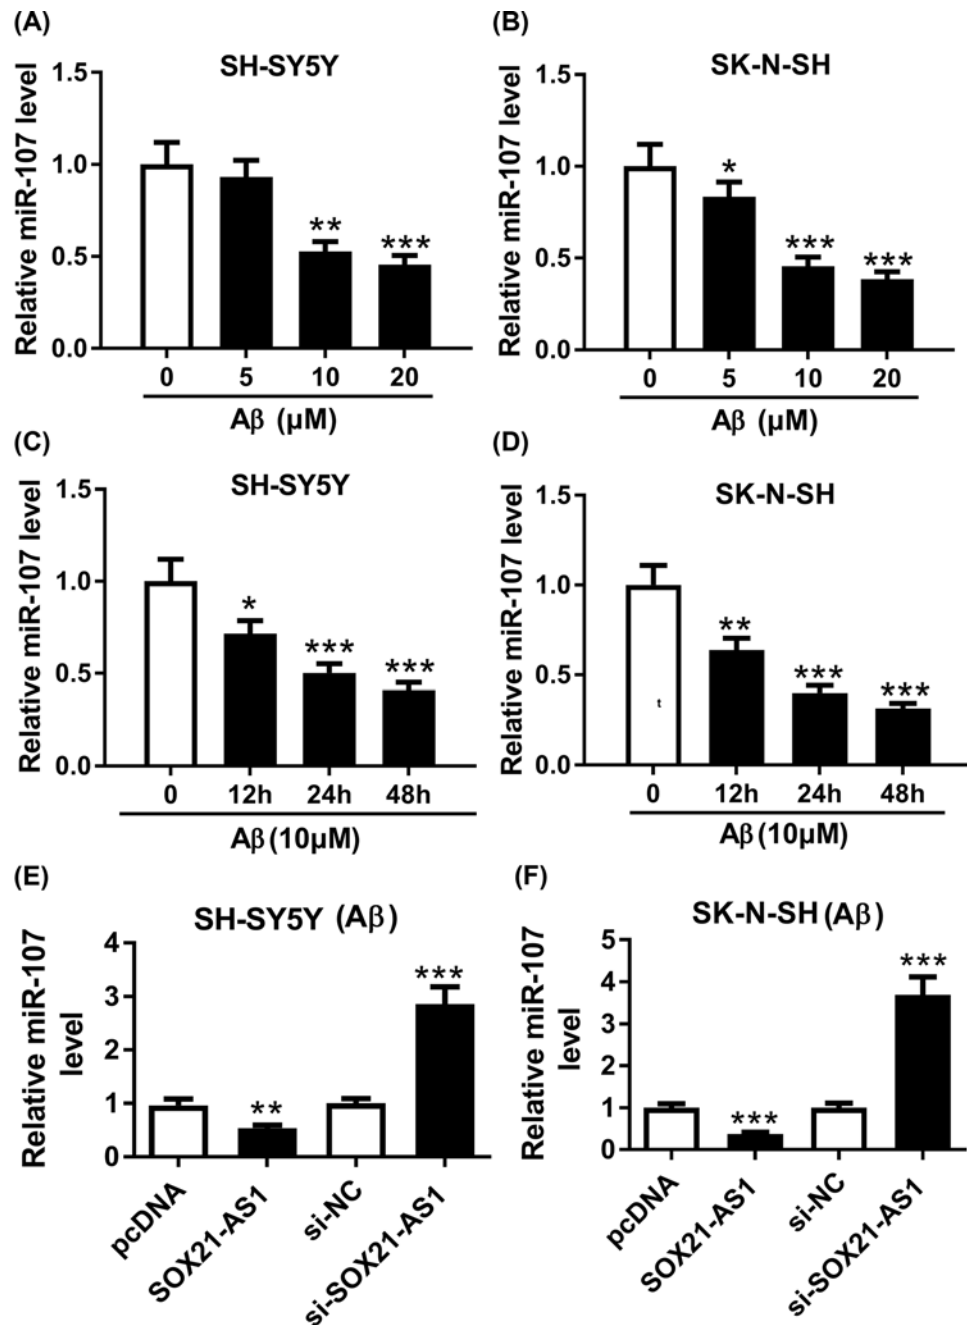 (A)
SH-SY5Y
Relative miR-107 level
1.5
1.0
0.5
0.0
** ***
0 5 10 20
Aβ (μM)
(B)
SK-N-SH
Relative miR-107 level
1.5
1.0
0.5
0.0
* *** ***
0 5 10 20
Aβ (μM)
(C)
SH-SY5Y
Relative miR-107 level
1.5
1.0
0.5
0.0
* *** ***
0 12h 24h 48h
Aβ(10μM)
(D)
SK-N-SH
Relative miR-107 level
1.5
1.0
0.5
0.0
** *** ***
t
0 12h 24h 48h
Aβ(10μM)
(E)
SH-SY5Y (Aβ)
Relative miR-107
level
4
3
2
1
0
** ***
pcDNA
SOX21-AS1
si-NC
si-SOX21-AS1
(F)
SK-N-SH(Aβ)
Relative miR-107
level
5
4
3
2
1
0
*** ***
pcDNA
SOX21-AS1
si-NC
si-SOX21-AS1